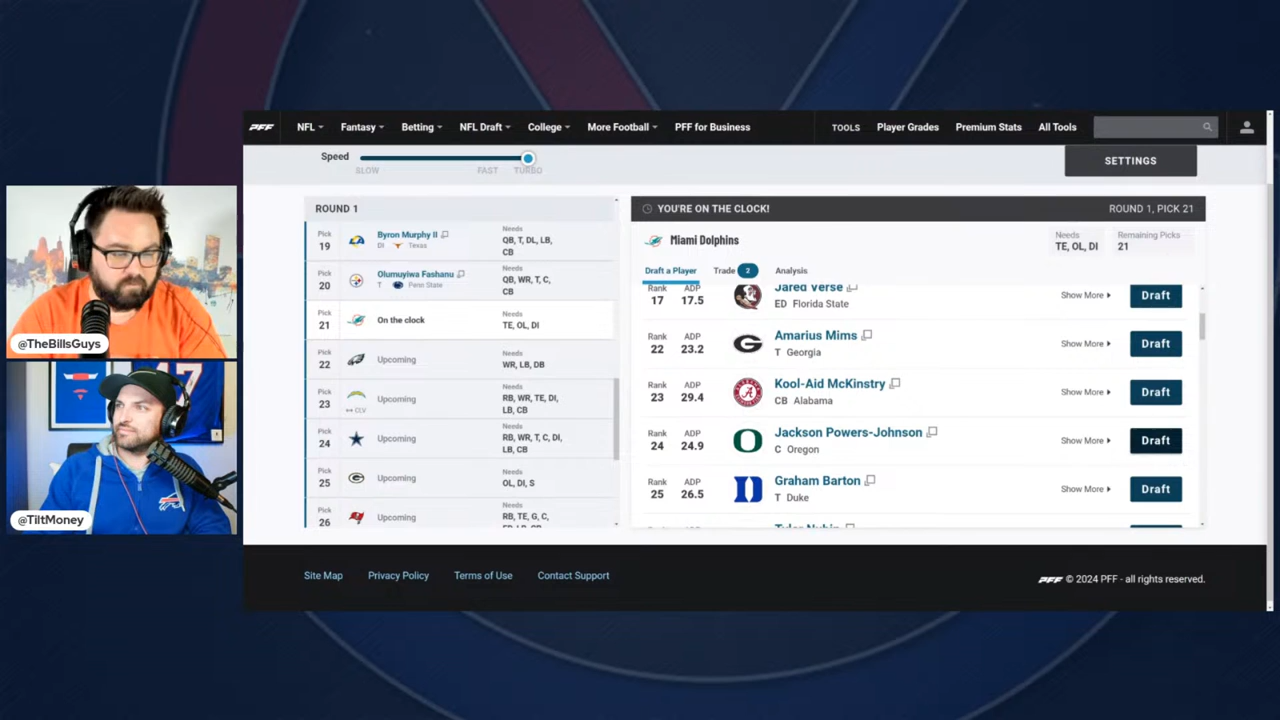 PFF
NFL
Fantasy
Betting
NFL Draft
College
More Football
PFF for Business
TOOLS
Player Grades
Premium Stats
All Tools
Speed
SLOW
FAST
TURBO
SETTINGS
ROUND 1
Pick 19
Byron Murphy II
DI Texas
Needs
QB, T, DL, LB,
CB
Pick 20
Olumuyiwa Fashanu
T Penn State
Needs
QB, WR, T, C,
CB
Pick 21
On the clock
Needs
TE, OL, DI
Pick 22
Upcoming
Needs
WR, LB, DB
Pick 23
CLV
Upcoming
Needs
RB, WR, TE, DI,
LB, CB
Pick 24
Upcoming
Needs
RB, WR, T, C, DI,
LB, CB
Pick 25
Upcoming
Needs
OL, DI, S
Pick 26
Upcoming
Needs
RB, TE, G, C,
YOU'RE ON THE CLOCK!
ROUND 1, PICK 21
Miami Dolphins
Needs
TE, OL, DI
Remaining Picks
21
Draft a Player
Trade 2
Analysis
Rank 17
ADP 17.5
Jared Verse
ED Florida State
Show More
Draft
Rank 22
ADP 23.2
Amarius Mims
T Georgia
Show More
Draft
Rank 23
ADP 29.4
Kool-Aid McKinstry
CB Alabama
Show More
Draft
Rank 24
ADP 24.9
Jackson Powers-Johnson
C Oregon
Show More
Draft
Rank 25
ADP 26.5
Graham Barton
T Duke
Show More
Draft
Site Map
Privacy Policy
Terms of Use
Contact Support
PFF © 2024 PFF - all rights reserved.
@TheBillsGuys
17
@TiltMoney